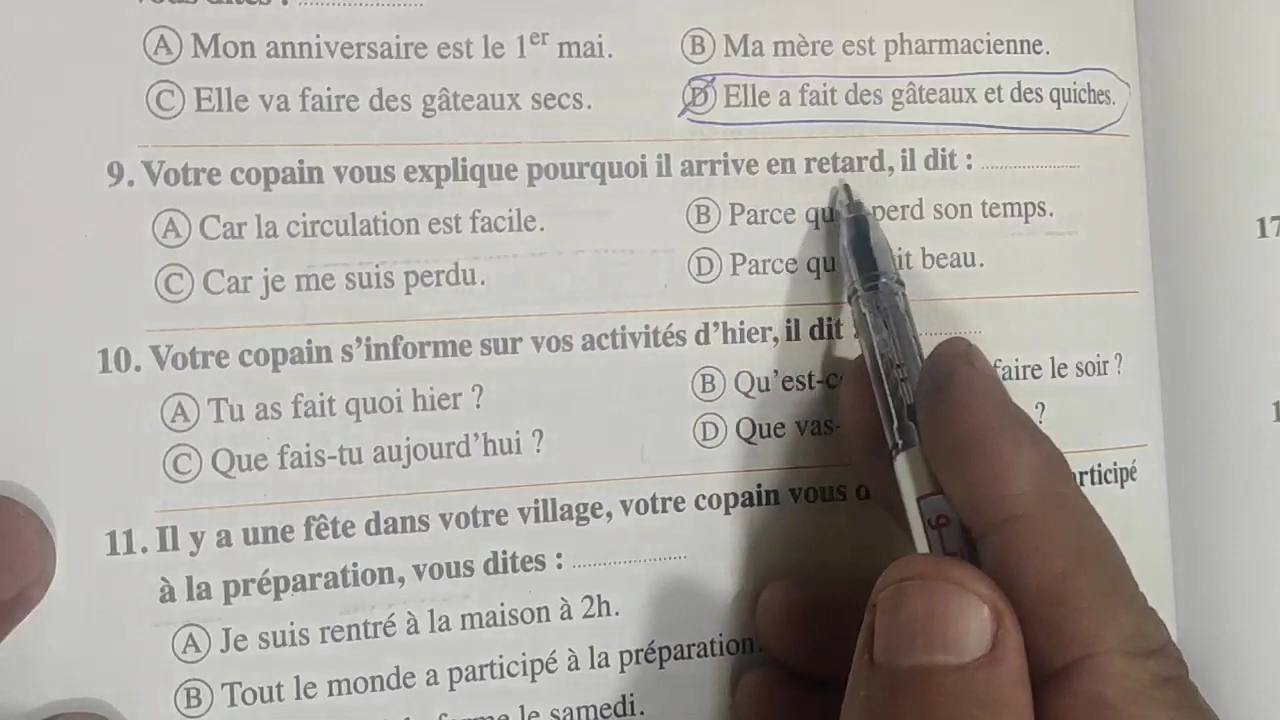 dites : ....................
Ⓐ Mon anniversaire est le 1er mai. Ⓑ Ma mère est pharmacienne.
Ⓒ Elle va faire des gâteaux secs. Ⓓ Elle a fait des gâteaux et des quiches.
9. Votre copain vous explique pourquoi il arrive en retard, il dit : ....................
Ⓐ Car la circulation est facile. Ⓑ Parce perd son temps.
Ⓒ Car je me suis perdu. Ⓓ Parce beau.
10. Votre copain s'informe sur vos activités d'hier, il dit ....................
Ⓐ Tu as fait quoi hier ? Ⓑ faire le soir ?
Ⓒ Que fais-tu aujourd'hui ? Ⓓ Que vas- ?
11. Il y a une fête dans votre village, votre copain vous
à la préparation, vous dites : ....................
Ⓐ Je suis rentré à la maison à 2h.
Ⓑ Tout le monde a participé à la préparation.
le samedi.
17
1